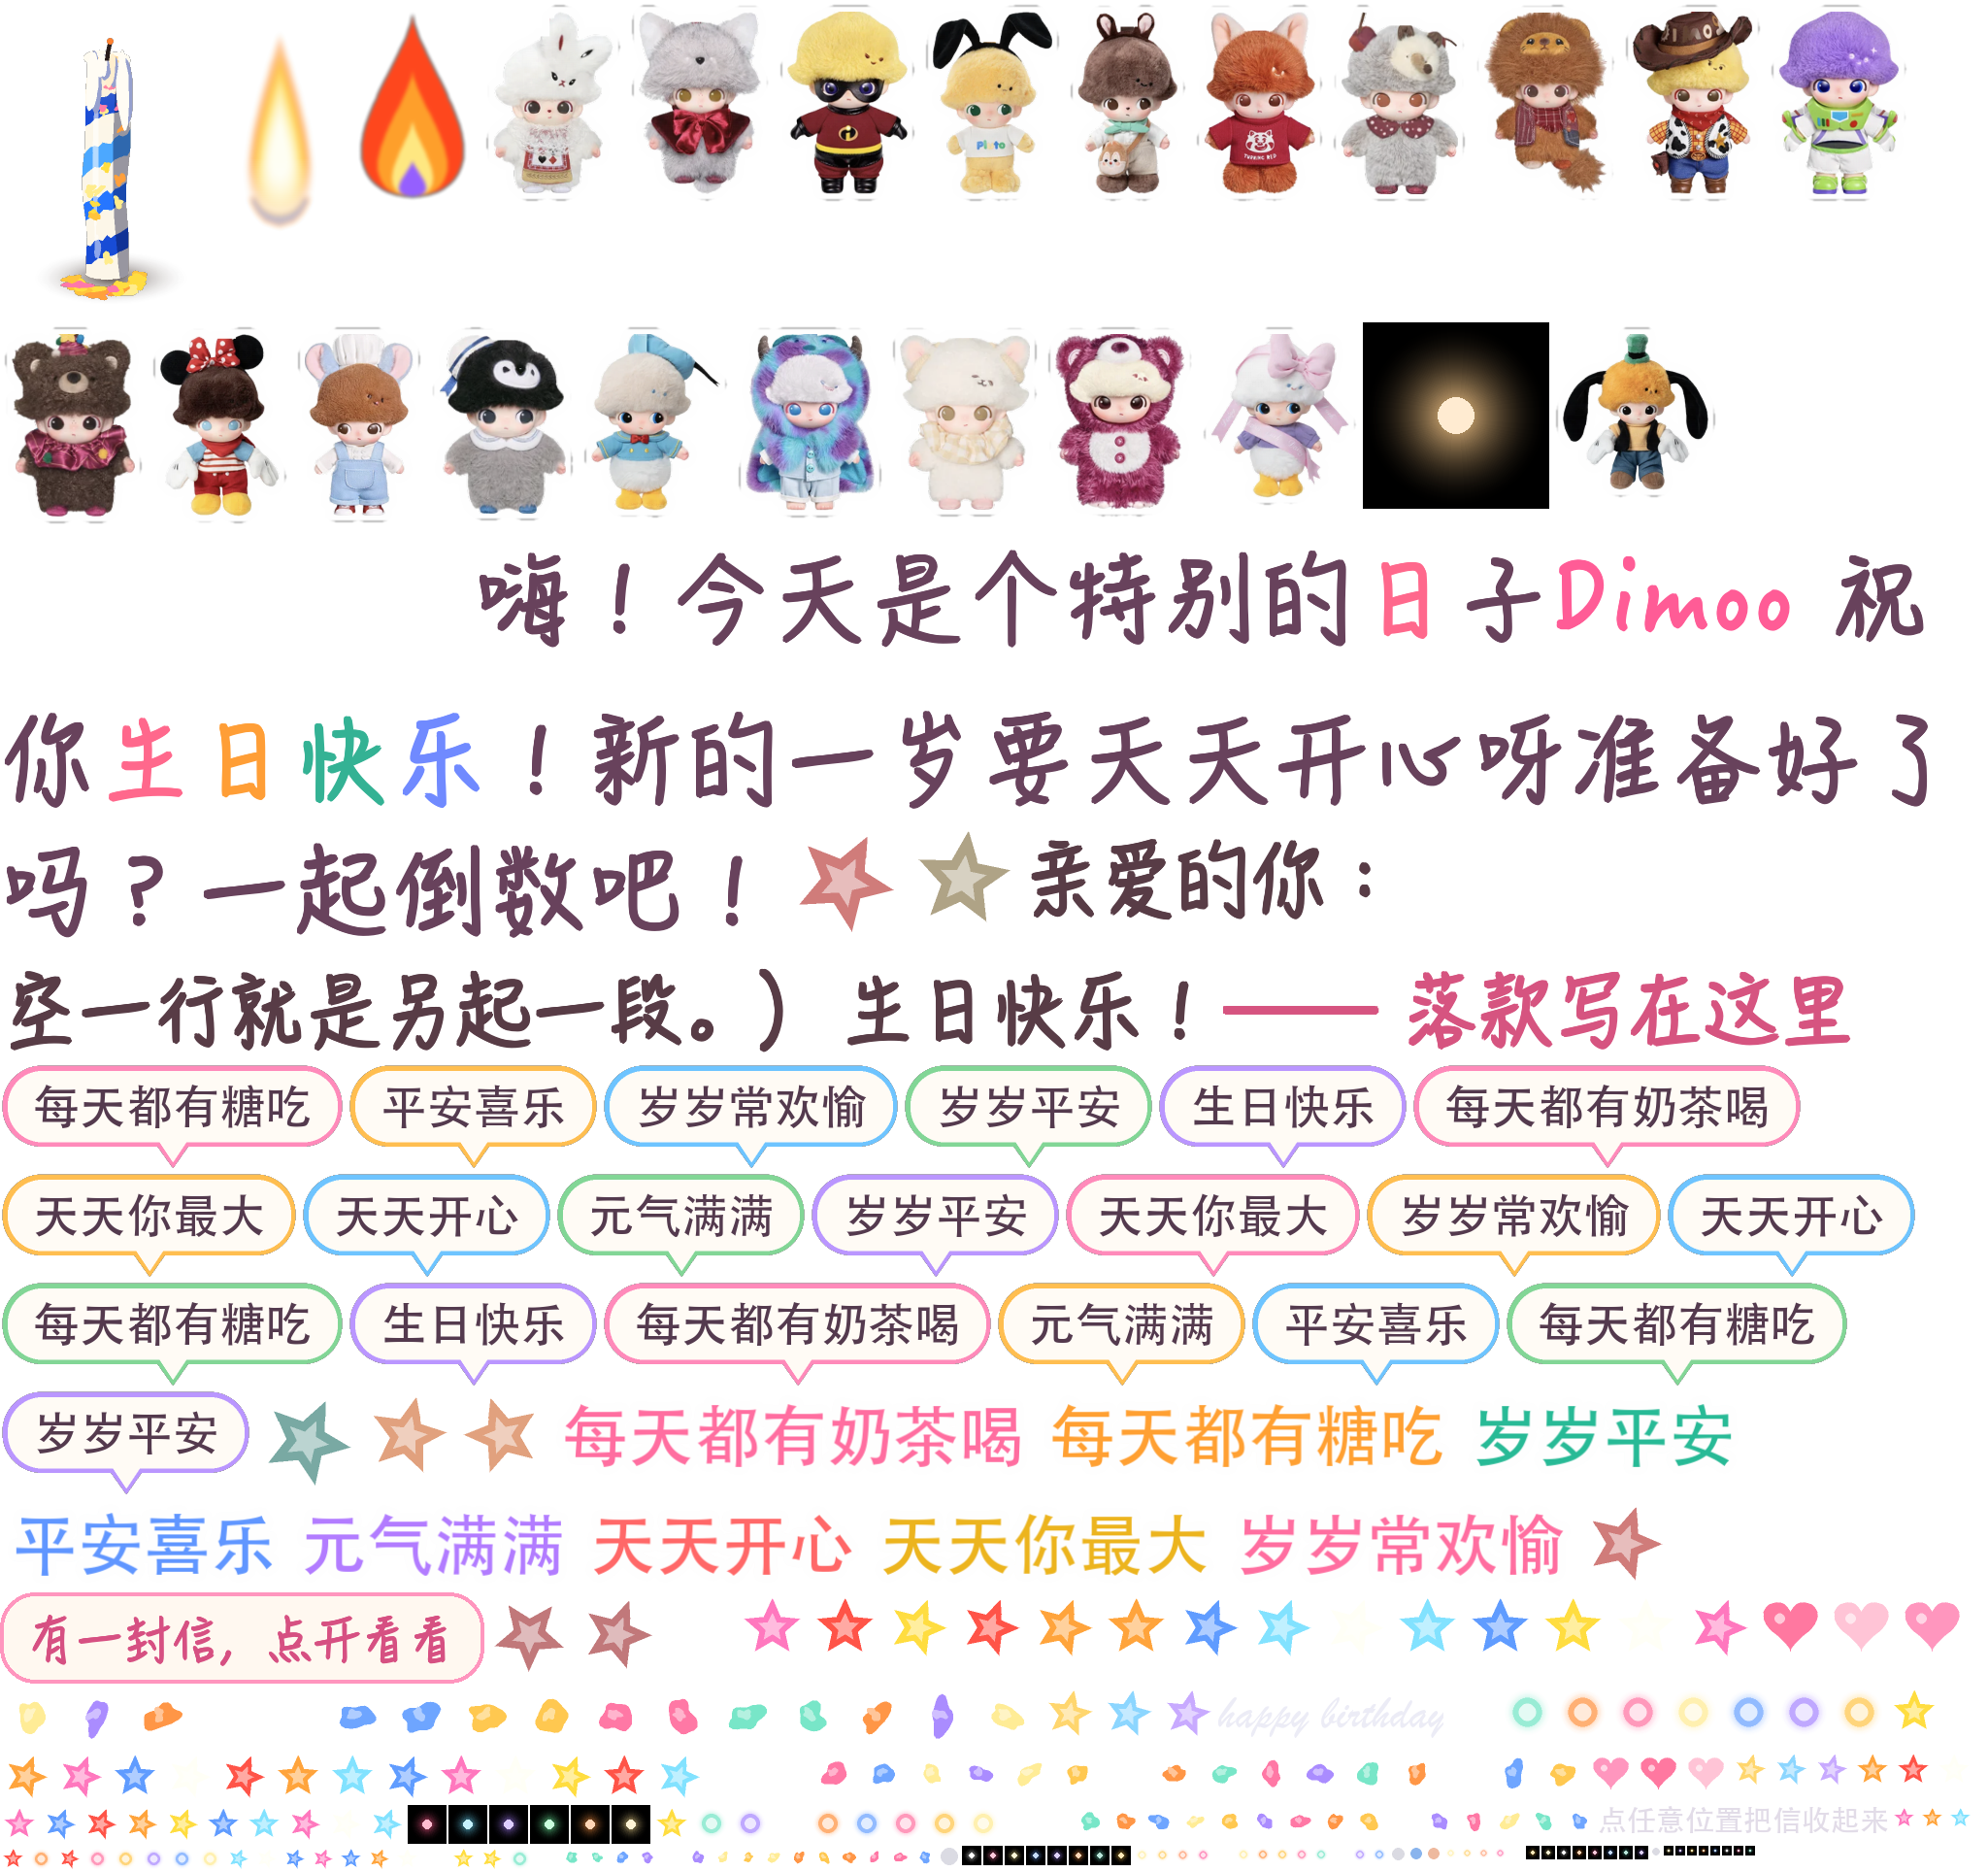 Pluto
TURNING RED
嗨！今天是个特别的日子Dimoo 祝
你生日快乐！新的一岁要天天开心呀准备好了
吗？一起倒数吧！ 亲爱的你：
空一行就是另起一段。） 生日快乐！—— 落款写在这里
每天都有糖吃 平安喜乐 岁岁常欢愉 岁岁平安 生日快乐 每天都有奶茶喝
天天你最大 天天开心 元气满满 岁岁平安 天天你最大 岁岁常欢愉 天天开心
每天都有糖吃 生日快乐 每天都有奶茶喝 元气满满 平安喜乐 每天都有糖吃
岁岁平安 每天都有奶茶喝 每天都有糖吃 岁岁平安
平安喜乐 元气满满 天天开心 天天你最大 岁岁常欢愉
有一封信，点开看看
happy birthday
点任意位置把信收起来